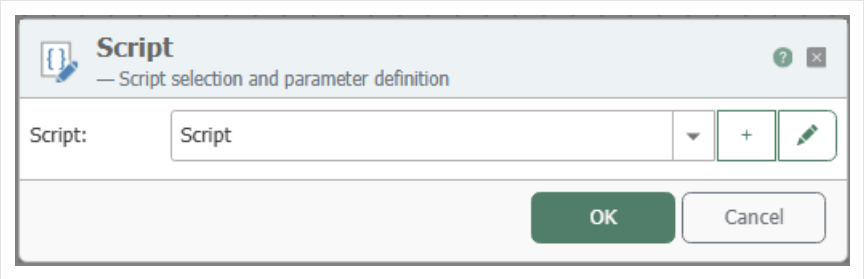 Script
— Script selection and parameter definition
Script: Script
OK Cancel